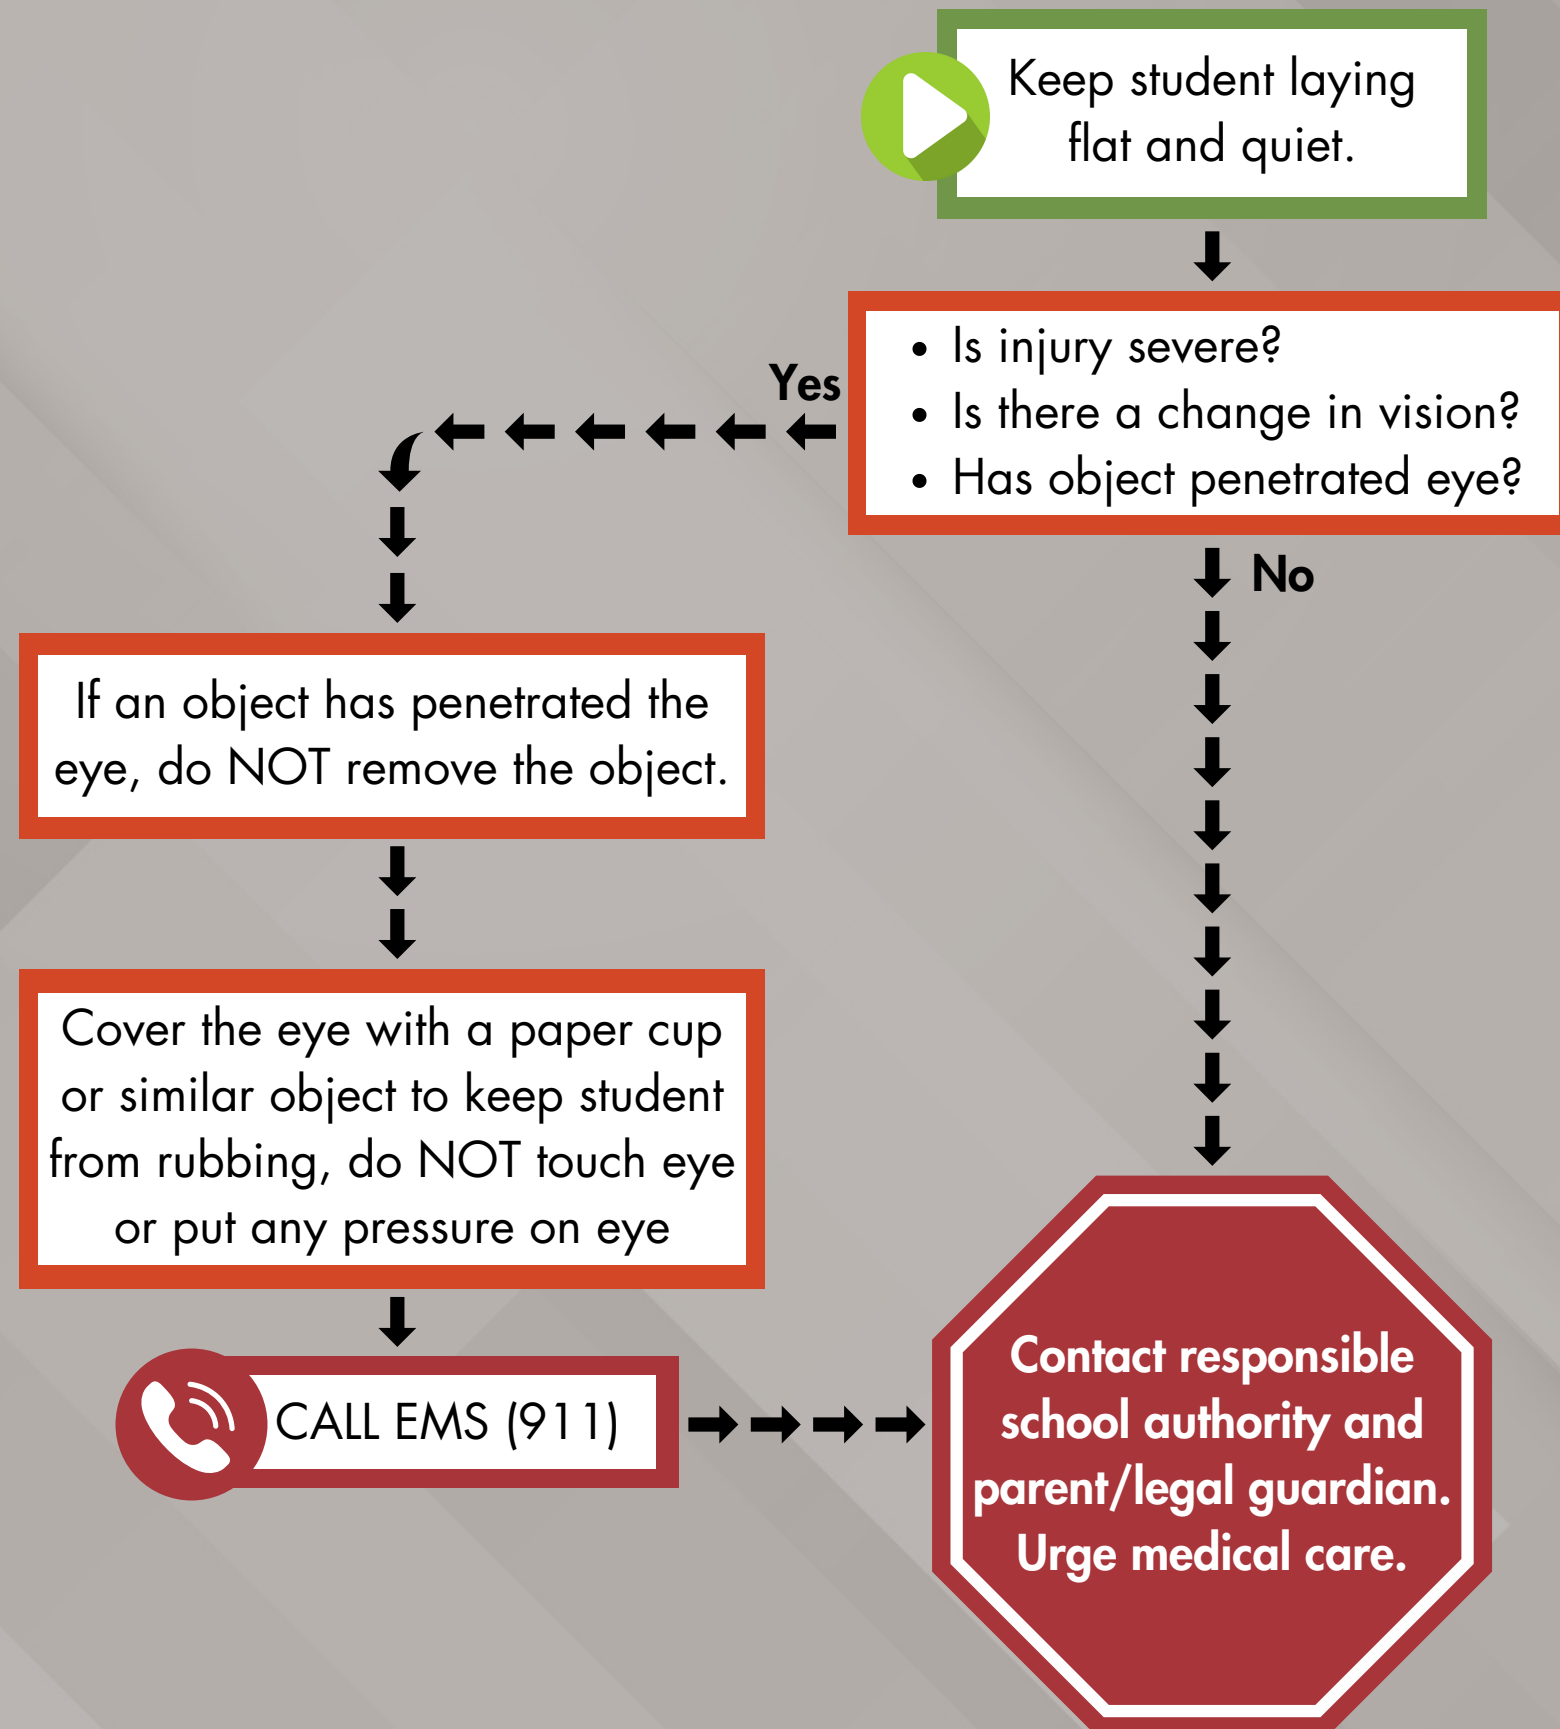 Keep student laying
flat and quiet.
• Is injury severe?
• Is there a change in vision?
• Has object penetrated eye?
Yes
No
If an object has penetrated the
eye, do NOT remove the object.
Cover the eye with a paper cup
or similar object to keep student
from rubbing, do NOT touch eye
or put any pressure on eye
CALL EMS (911)
Contact responsible
school authority and
parent/legal guardian.
Urge medical care.